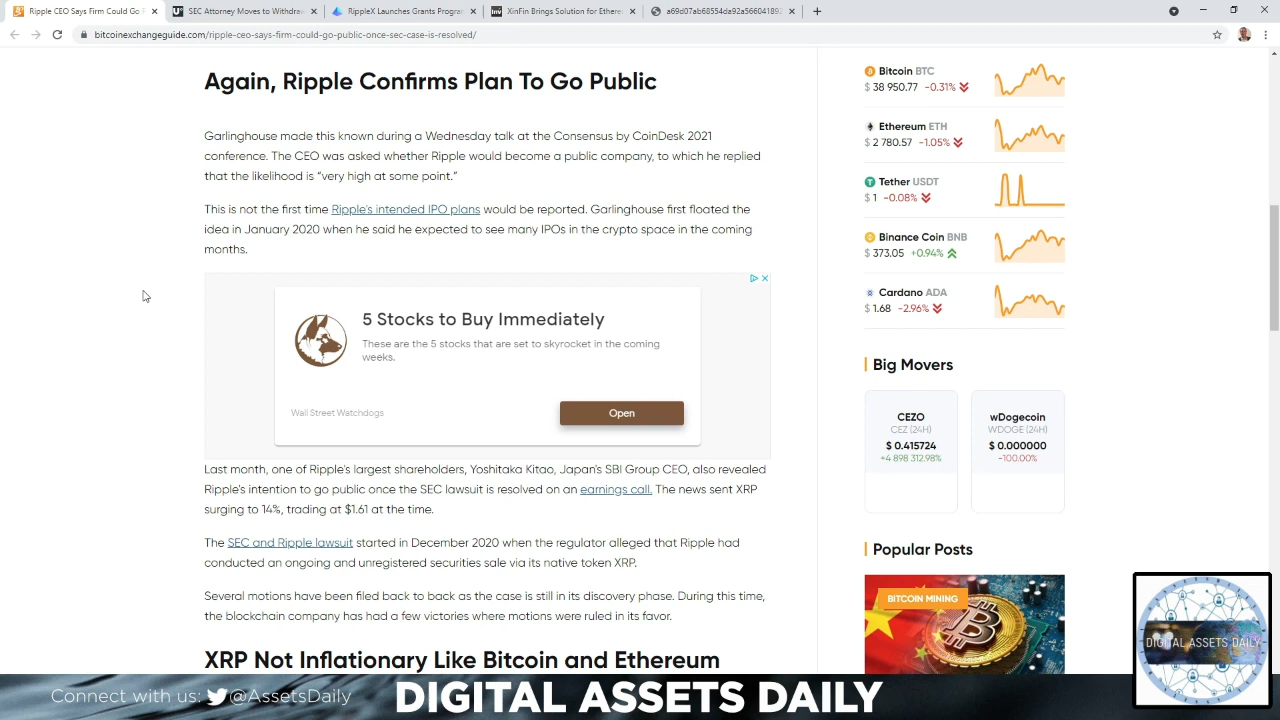 Ripple CEO Says Firm Could Go F
SEC Attorney Moves to Withdraw
RippleX Launches Grants Program
XinFin Brings Solution for Ethere
a69d07ab68554da92a56604189
bitcoinexchangeguide.com/ripple-ceo-says-firm-could-go-public-once-sec-case-is-resolved/
Again, Ripple Confirms Plan To Go Public
Garlinghouse made this known during a Wednesday talk at the Consensus by CoinDesk 2021
conference. The CEO was asked whether Ripple would become a public company, to which he replied
that the likelihood is “very high at some point.”
This is not the first time Ripple's intended IPO plans would be reported. Garlinghouse first floated the
idea in January 2020 when he said he expected to see many IPOs in the crypto space in the coming
months.
5 Stocks to Buy Immediately
These are the 5 stocks that are set to skyrocket in the coming
weeks.
Wall Street Watchdogs
Open
Last month, one of Ripple's largest shareholders, Yoshitaka Kitao, Japan's SBI Group CEO, also revealed
Ripple's intention to go public once the SEC lawsuit is resolved on an earnings call. The news sent XRP
surging to 14%, trading at $1.61 at the time.
The SEC and Ripple lawsuit started in December 2020 when the regulator alleged that Ripple had
conducted an ongoing and unregistered securities sale via its native token XRP.
Several motions have been filed back to back as the case is still in its discovery phase. During this time,
the blockchain company has had a few victories where motions were ruled in its favor.
XRP Not Inflationary Like Bitcoin and Ethereum
Bitcoin BTC
$ 38 950.77 -0.31%
Ethereum ETH
$ 2 780.57 -1.05%
Tether USDT
$ 1 -0.08%
Binance Coin BNB
$ 373.05 +0.94%
Cardano ADA
$ 1.68 -2.96%
Big Movers
CEZO
CEZ (24H)
$ 0.415724
+4 898 312.98%
wDogecoin
WDOGE (24H)
$ 0.000000
-100.00%
Popular Posts
BITCOIN MINING
DIGITAL ASSETS DAILY
Connect with us: @AssetsDaily
DIGITAL ASSETS DAILY